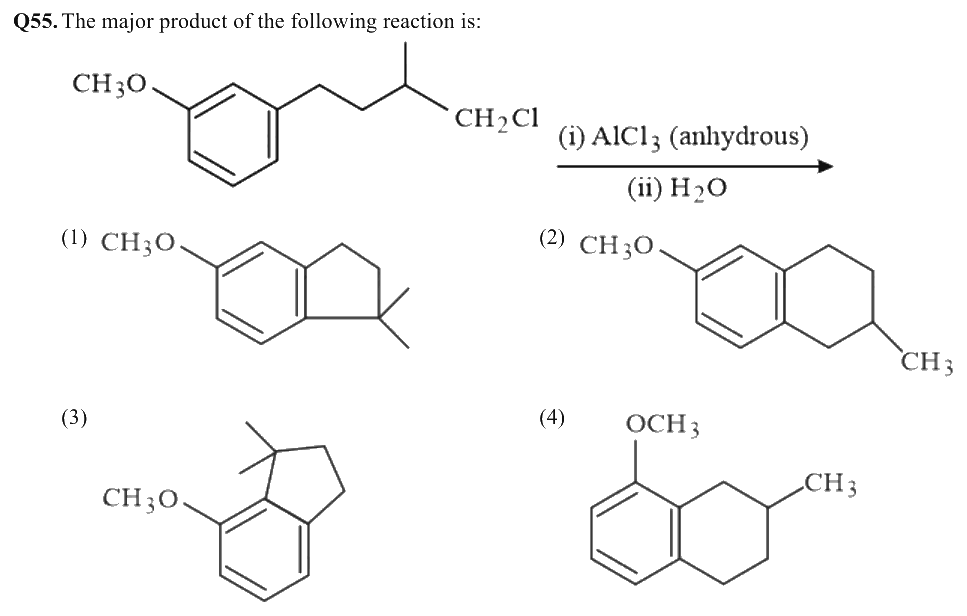 Q55. The major product of the following reaction is:
CH3O
CH2Cl
(i) AlCl3 (anhydrous)
(ii) H2O
(1) CH3O
(2) CH3O
CH3
(3)
CH3O
(4)
OCH3
CH3